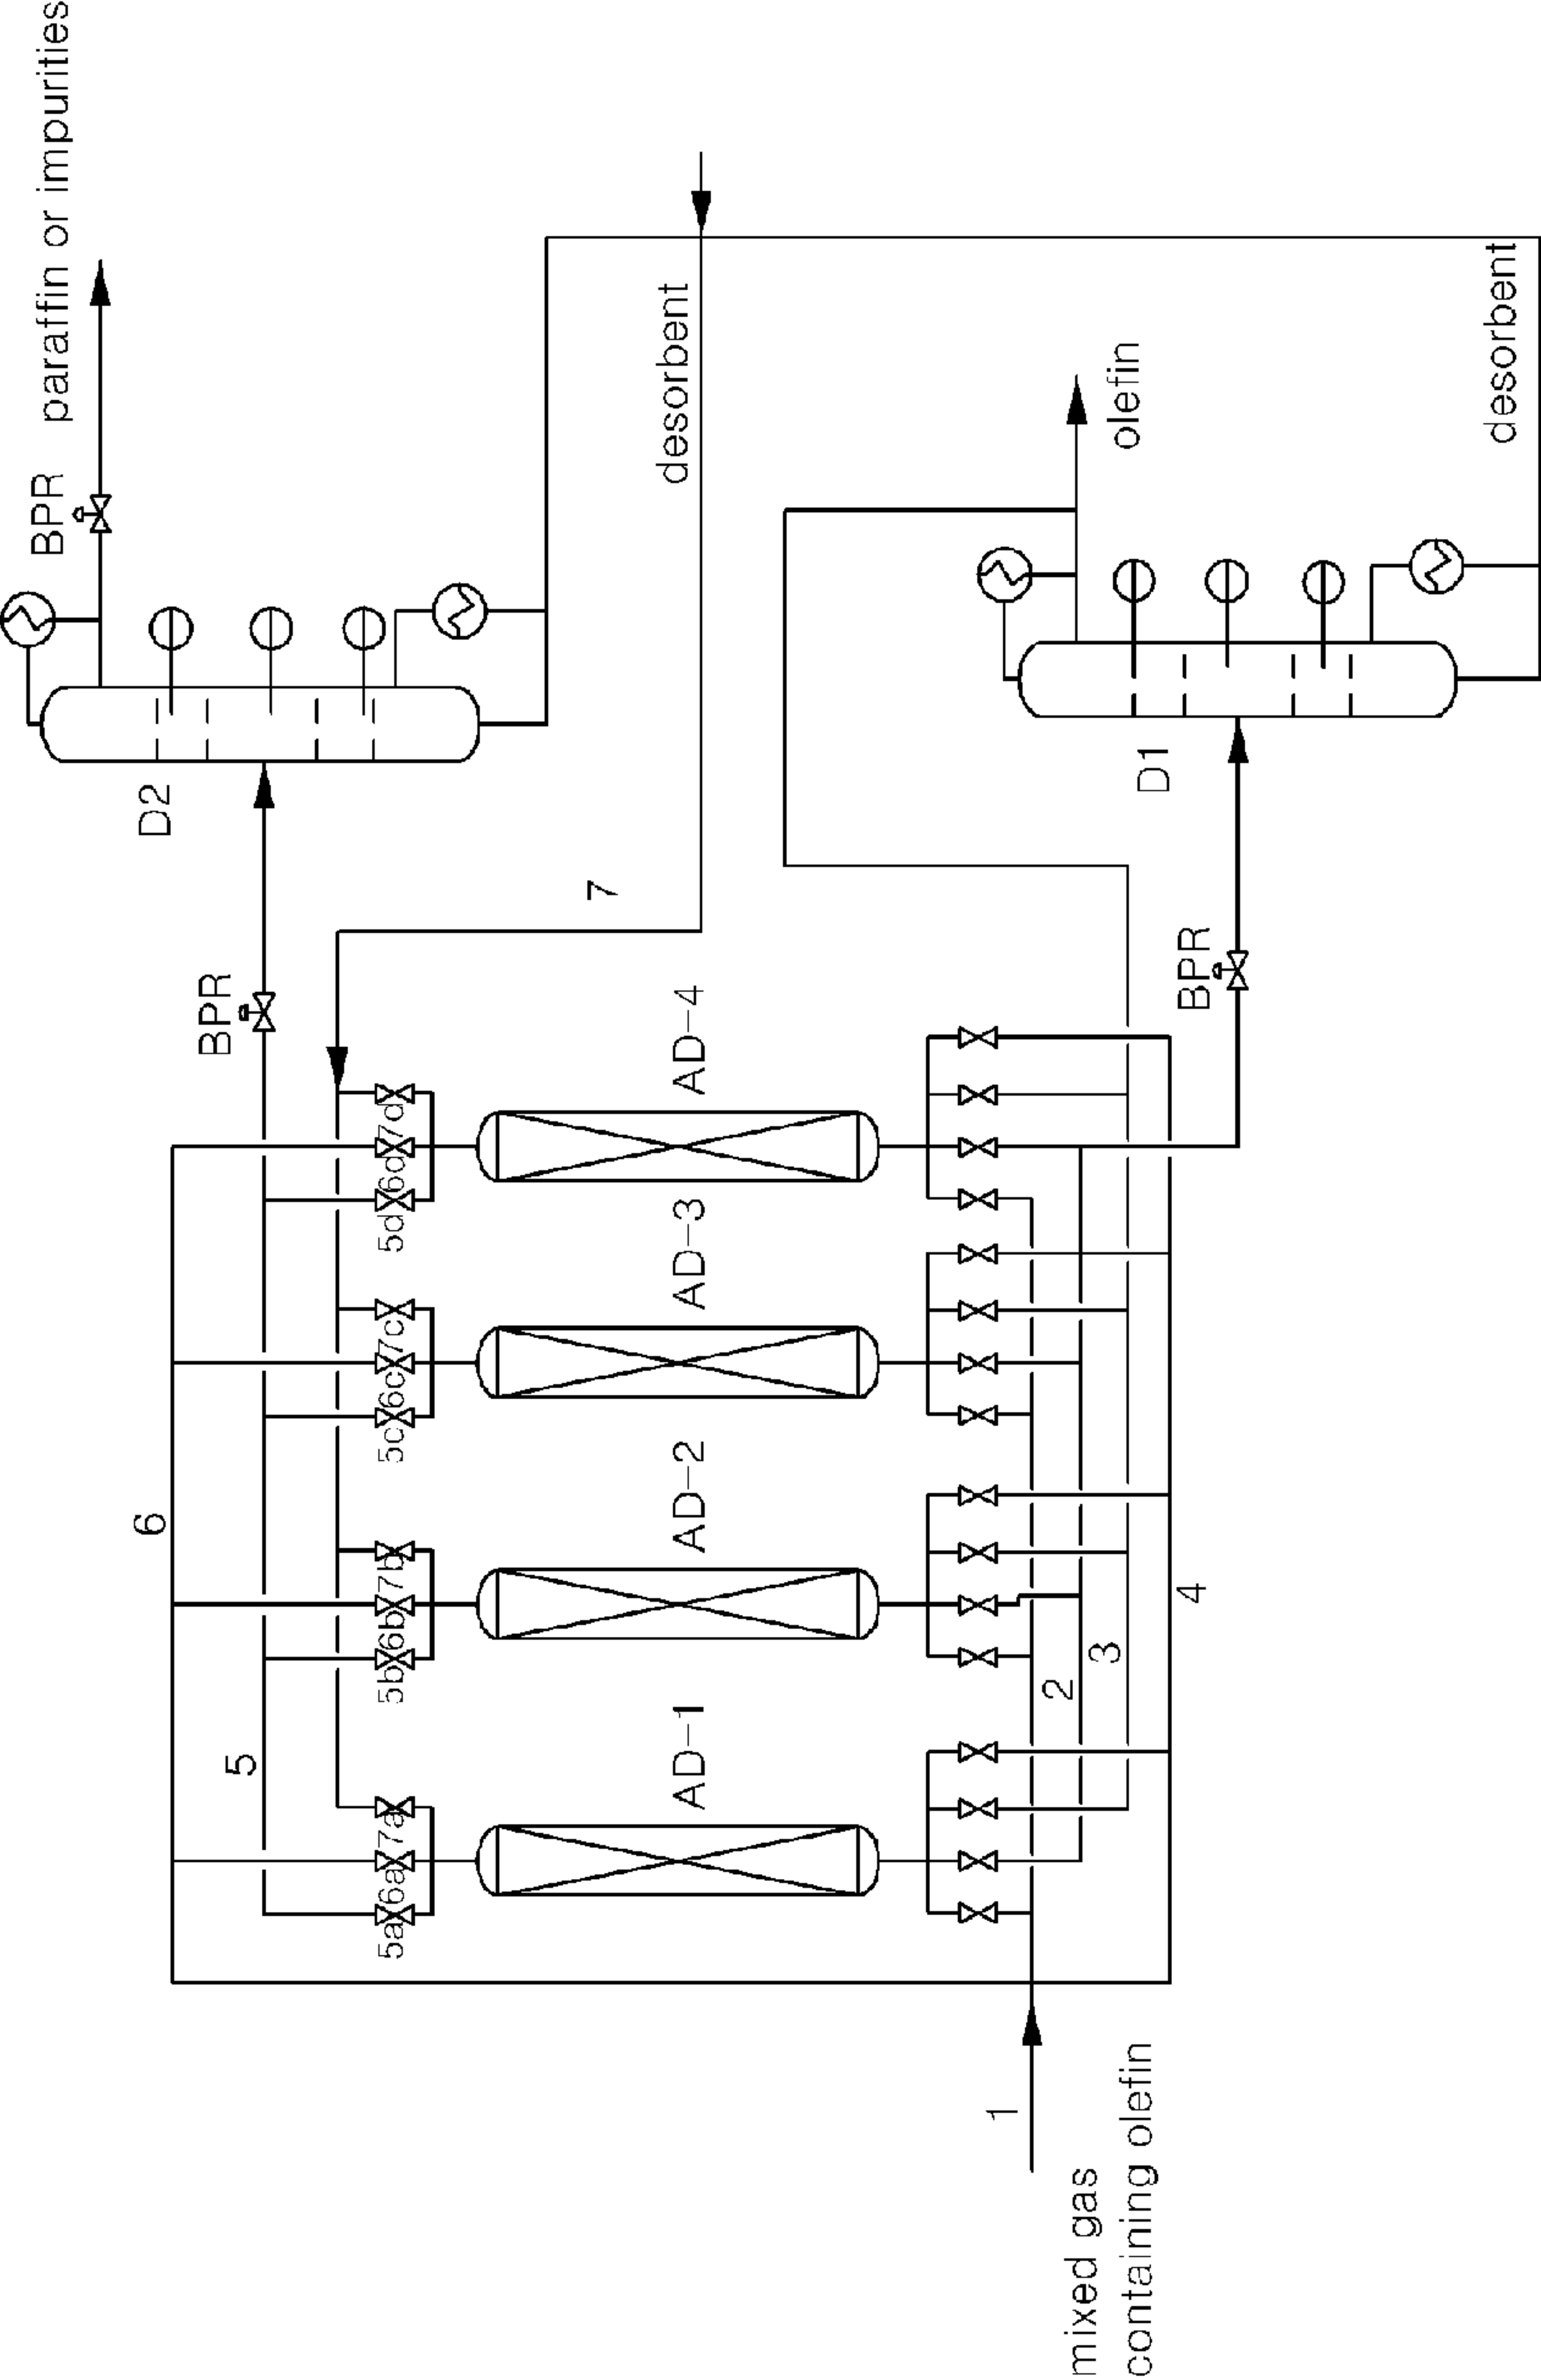 paraffin or impurities
BPR
D2
BPR
desorbent
7
6
5
5a 6a 7a
5b 6b 7b
5c 6c 7c
5d 6d 7d
AD-1
AD-2
AD-3
AD-4
olefin
desorbent
D1
BPR
1
2
3
4
mixed gas
containing olefin